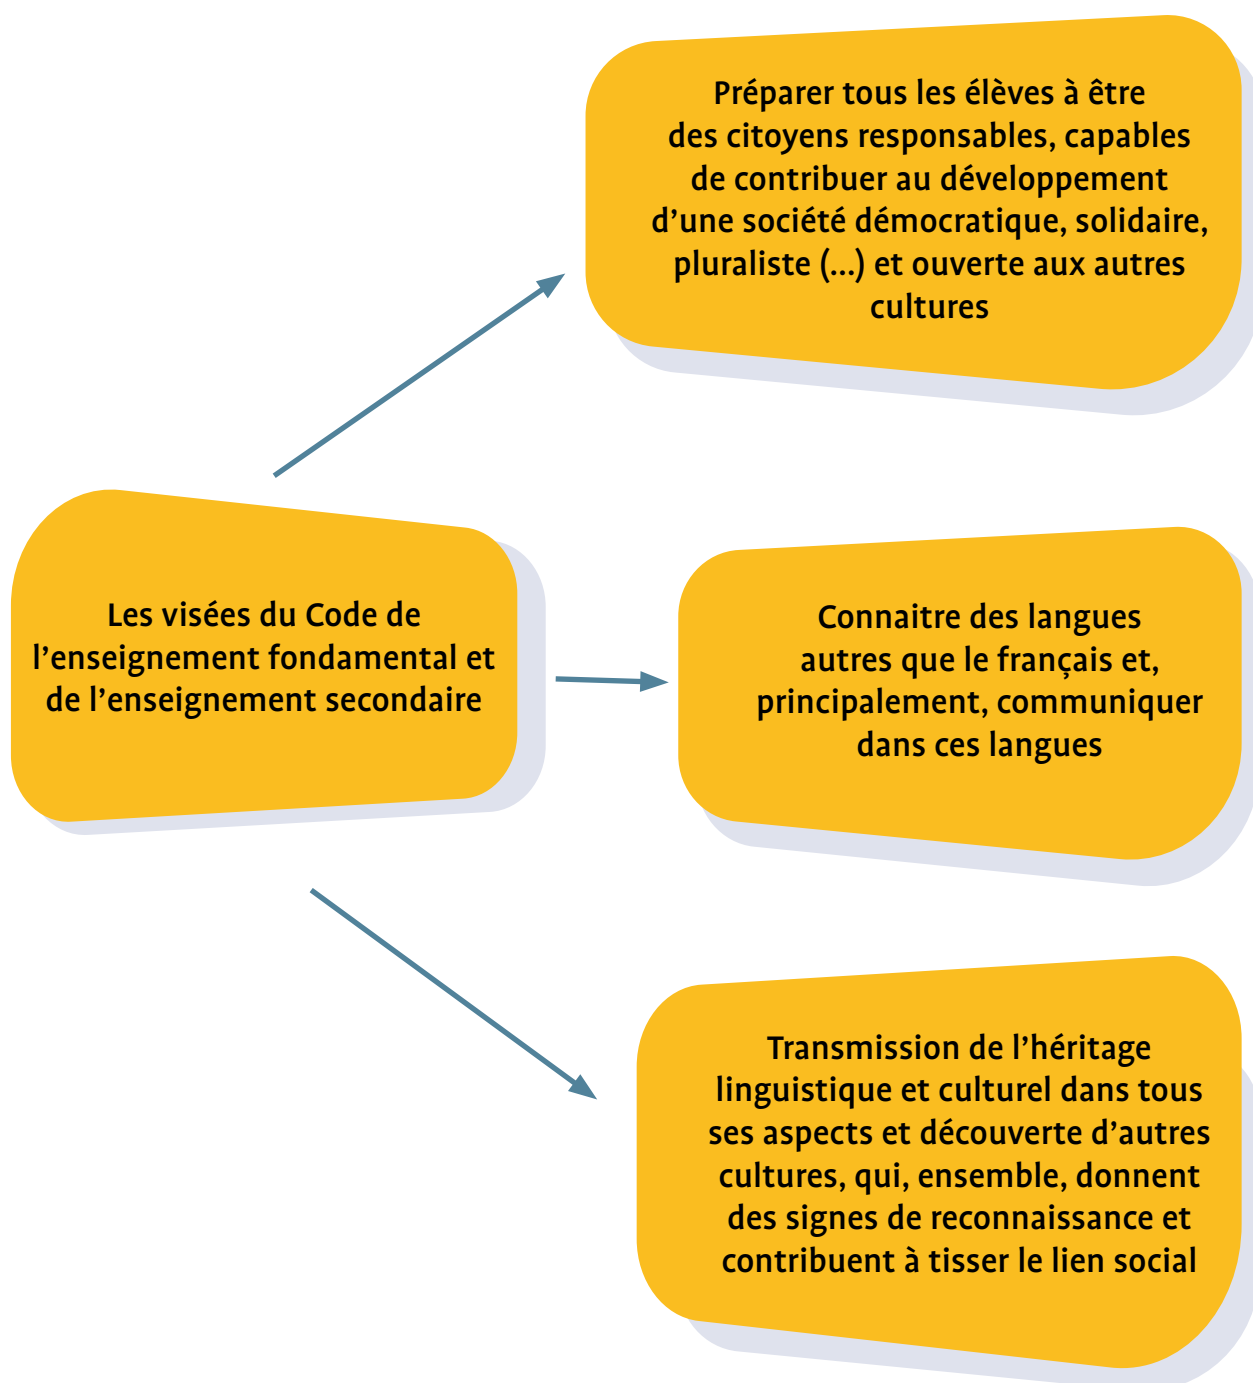 Préparer tous les élèves à être
des citoyens responsables, capables
de contribuer au développement
d’une société démocratique, solidaire,
pluraliste (...) et ouverte aux autres
cultures
Les visées du Code de
l’enseignement fondamental et
de l’enseignement secondaire
Connaitre des langues
autres que le français et,
principalement, communiquer
dans ces langues
Transmission de l’héritage
linguistique et culturel dans tous
ses aspects et découverte d’autres
cultures, qui, ensemble, donnent
des signes de reconnaissance et
contribuent à tisser le lien social